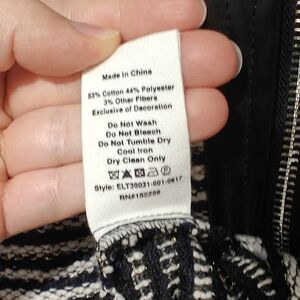 Made in China
53% Cotton 44% Polyester
3% Other Fibers
Exclusive of Decoration
Do Not Wash
Do Not Bleach
Do Not Tumble Dry
Cool Iron
Dry Clean Only
Style: ELT30031-001-0617
RN#152256